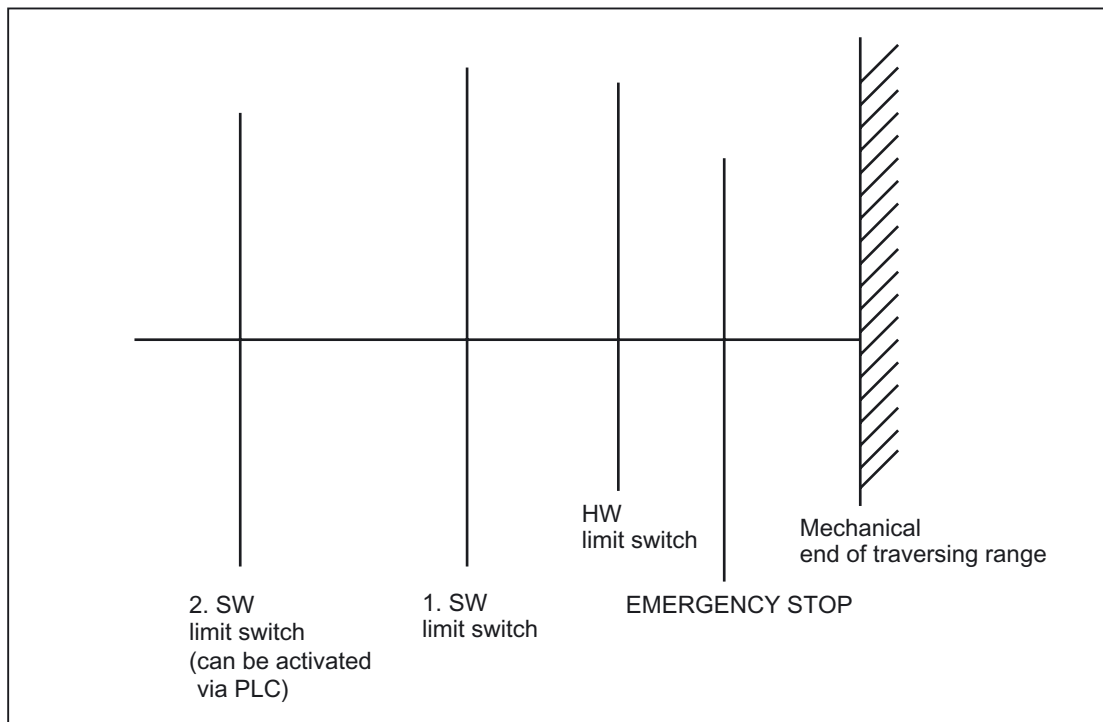 HW
limit switch
Mechanical
end of traversing range
2. SW
limit switch
(can be activated
via PLC)
1. SW
limit switch
EMERGENCY STOP